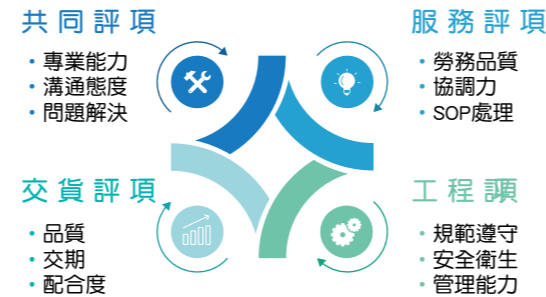 共同評項
• 專業能力
• 溝通態度
• 問題解決
服務評項
• 勞務品質
• 協調力
• SOP處理
交貨評項
• 品質
• 交期
• 配合度
工程評項
• 規範遵守
• 安全衛生
• 管理能力